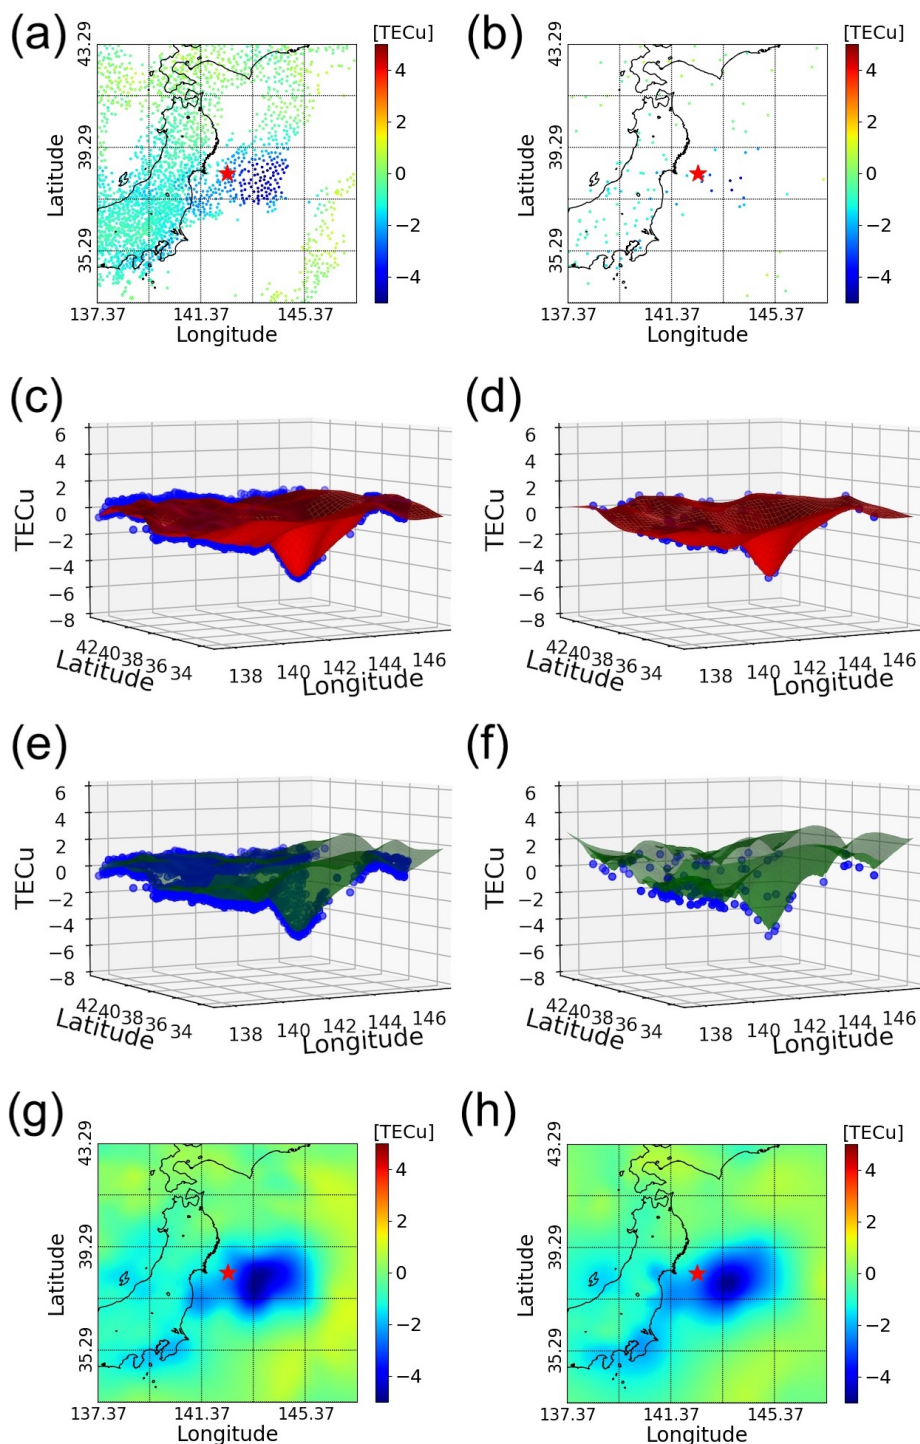 (a)
[TECu]
43.29
39.29
35.29
Latitude
137.37 141.37 145.37
Longitude
4
2
0
−2
−4
(b)
[TECu]
43.29
39.29
35.29
Latitude
137.37 141.37 145.37
Longitude
4
2
0
−2
−4
(c)
6
4
2
0
−2
−4
−6
−8
TECu
42 40 38 36 34
Latitude
138 140 142 144 146
Longitude
(d)
6
4
2
0
−2
−4
−6
−8
TECu
42 40 38 36 34
Latitude
138 140 142 144 146
Longitude
(e)
6
4
2
0
−2
−4
−6
−8
TECu
42 40 38 36 34
Latitude
138 140 142 144 146
Longitude
(f)
6
4
2
0
−2
−4
−6
−8
TECu
42 40 38 36 34
Latitude
138 140 142 144 146
Longitude
(g)
[TECu]
43.29
39.29
35.29
Latitude
137.37 141.37 145.37
Longitude
4
2
0
−2
−4
(h)
[TECu]
43.29
39.29
35.29
Latitude
137.37 141.37 145.37
Longitude
4
2
0
−2
−4